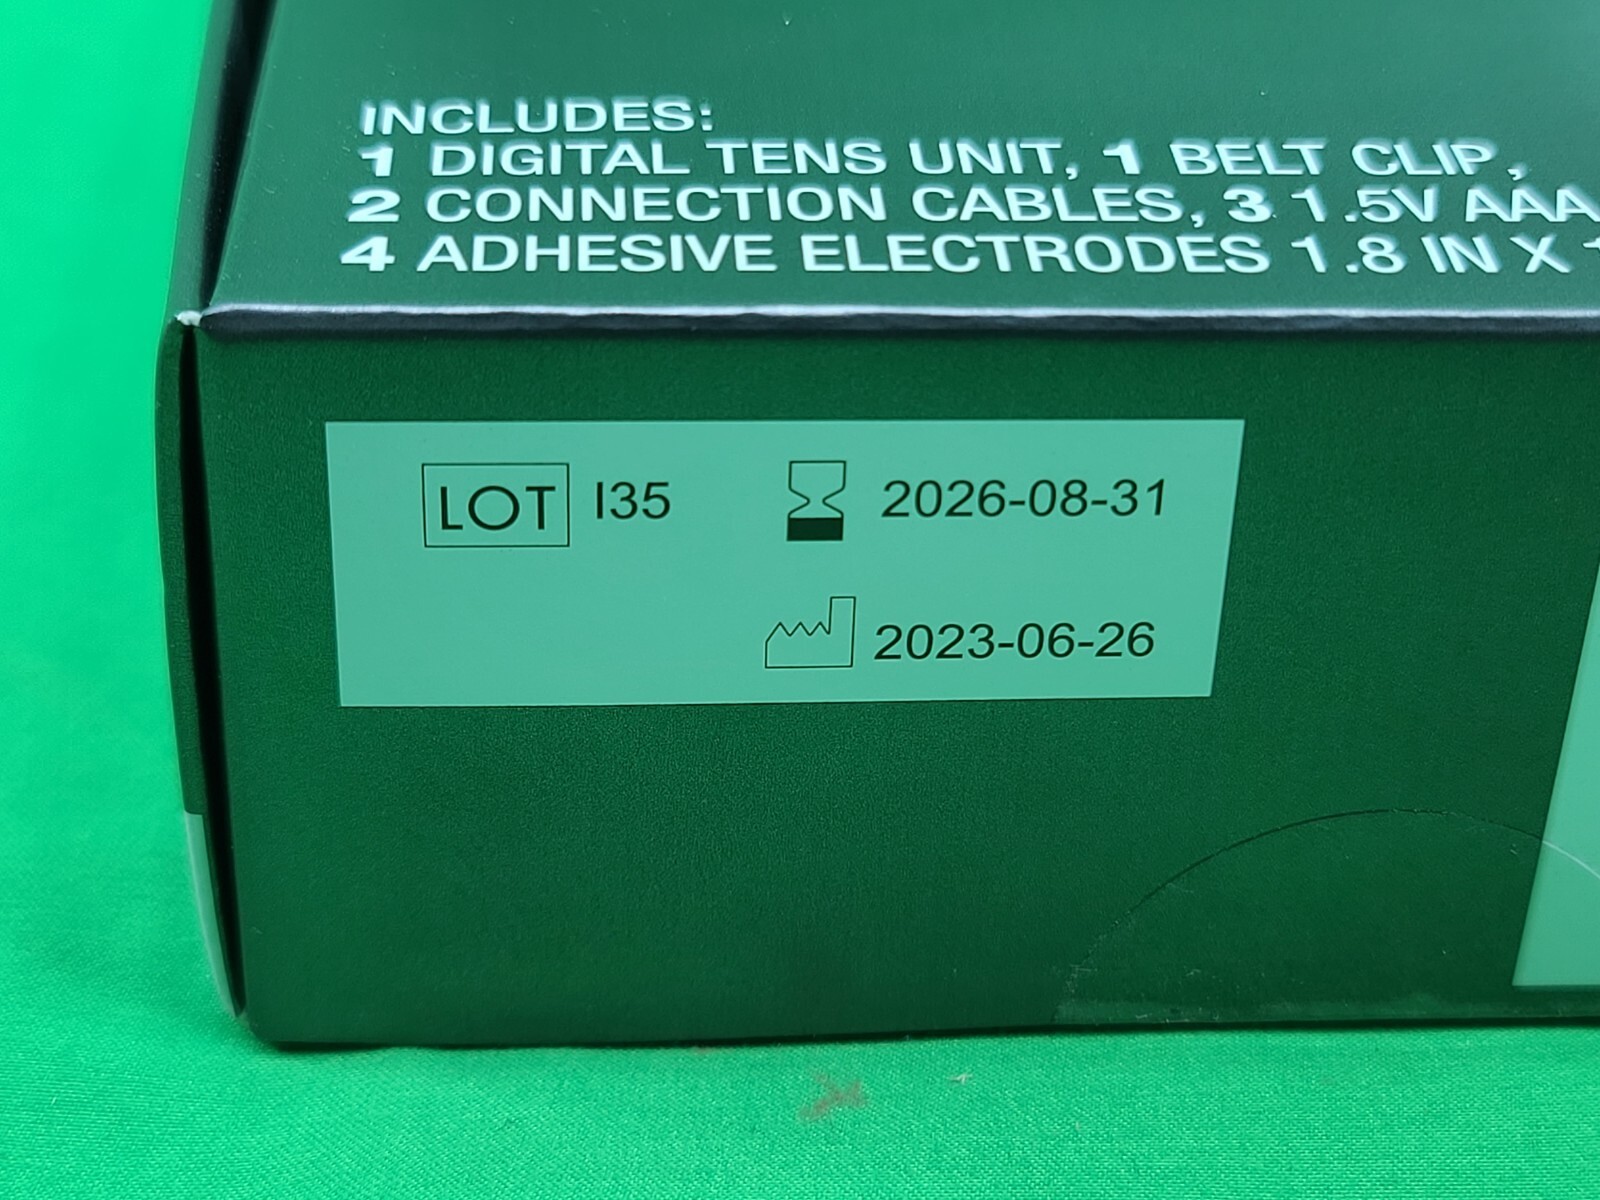 INCLUDES:
1 DIGITAL TENS UNIT, 1 BELT CLIP,
2 CONNECTION CABLES, 3 1.5V AAA
4 ADHESIVE ELECTRODES 1.8 IN X
LOT I35 2026-08-31
2023-06-26